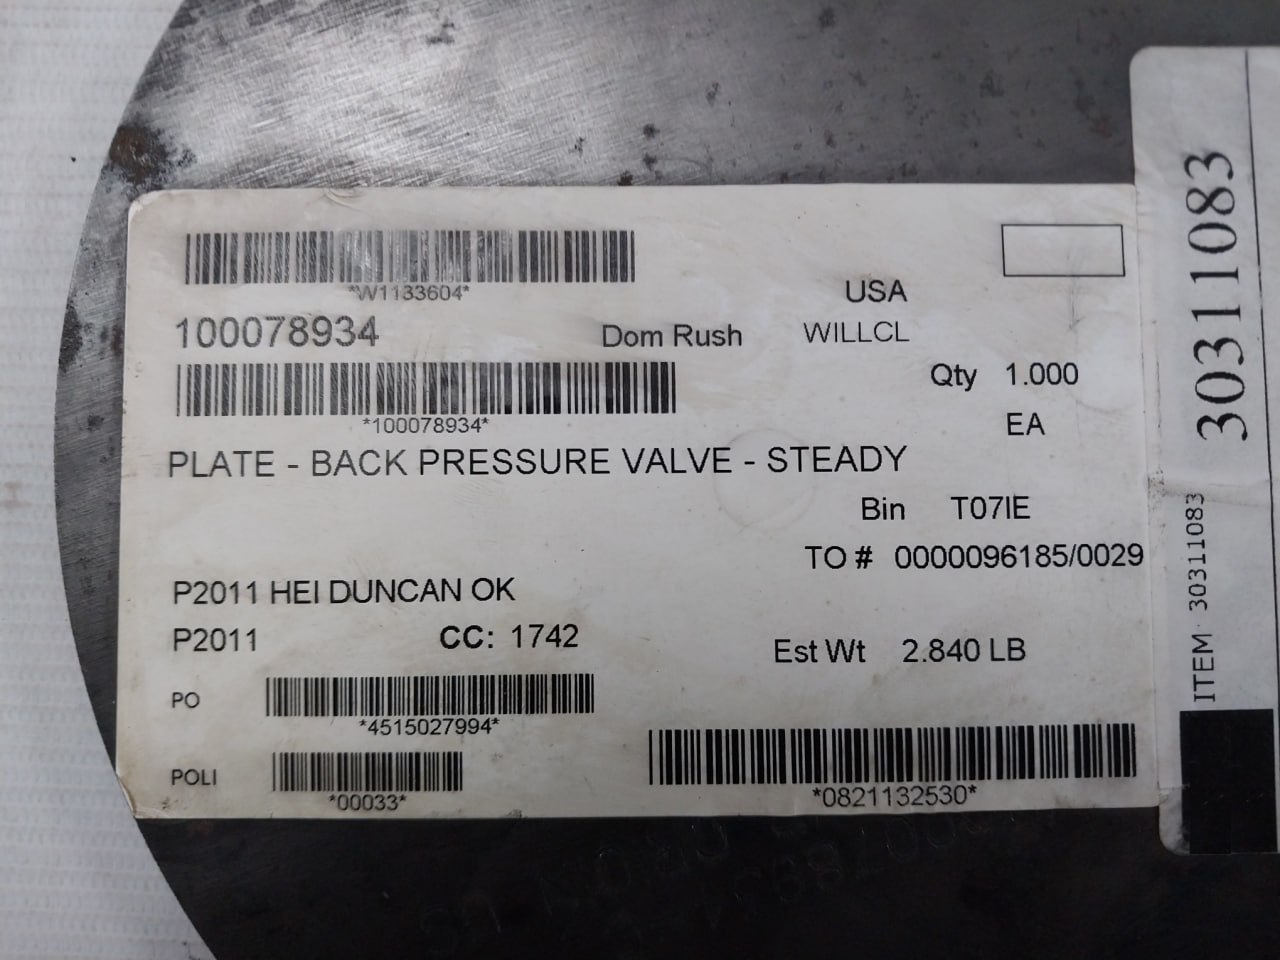 *W1133604*
USA
100078934 Dom Rush WILLCL
Qty 1.000
*100078934*
EA
PLATE - BACK PRESSURE VALVE - STEADY
Bin T07IE
TO # 0000096185/0029
P2011 HEI DUNCAN OK
P2011 CC: 1742
Est Wt 2.840 LB
PO
*4515027994*
POLI
*00033*
*0821132530*
30311083
ITEM 30311083